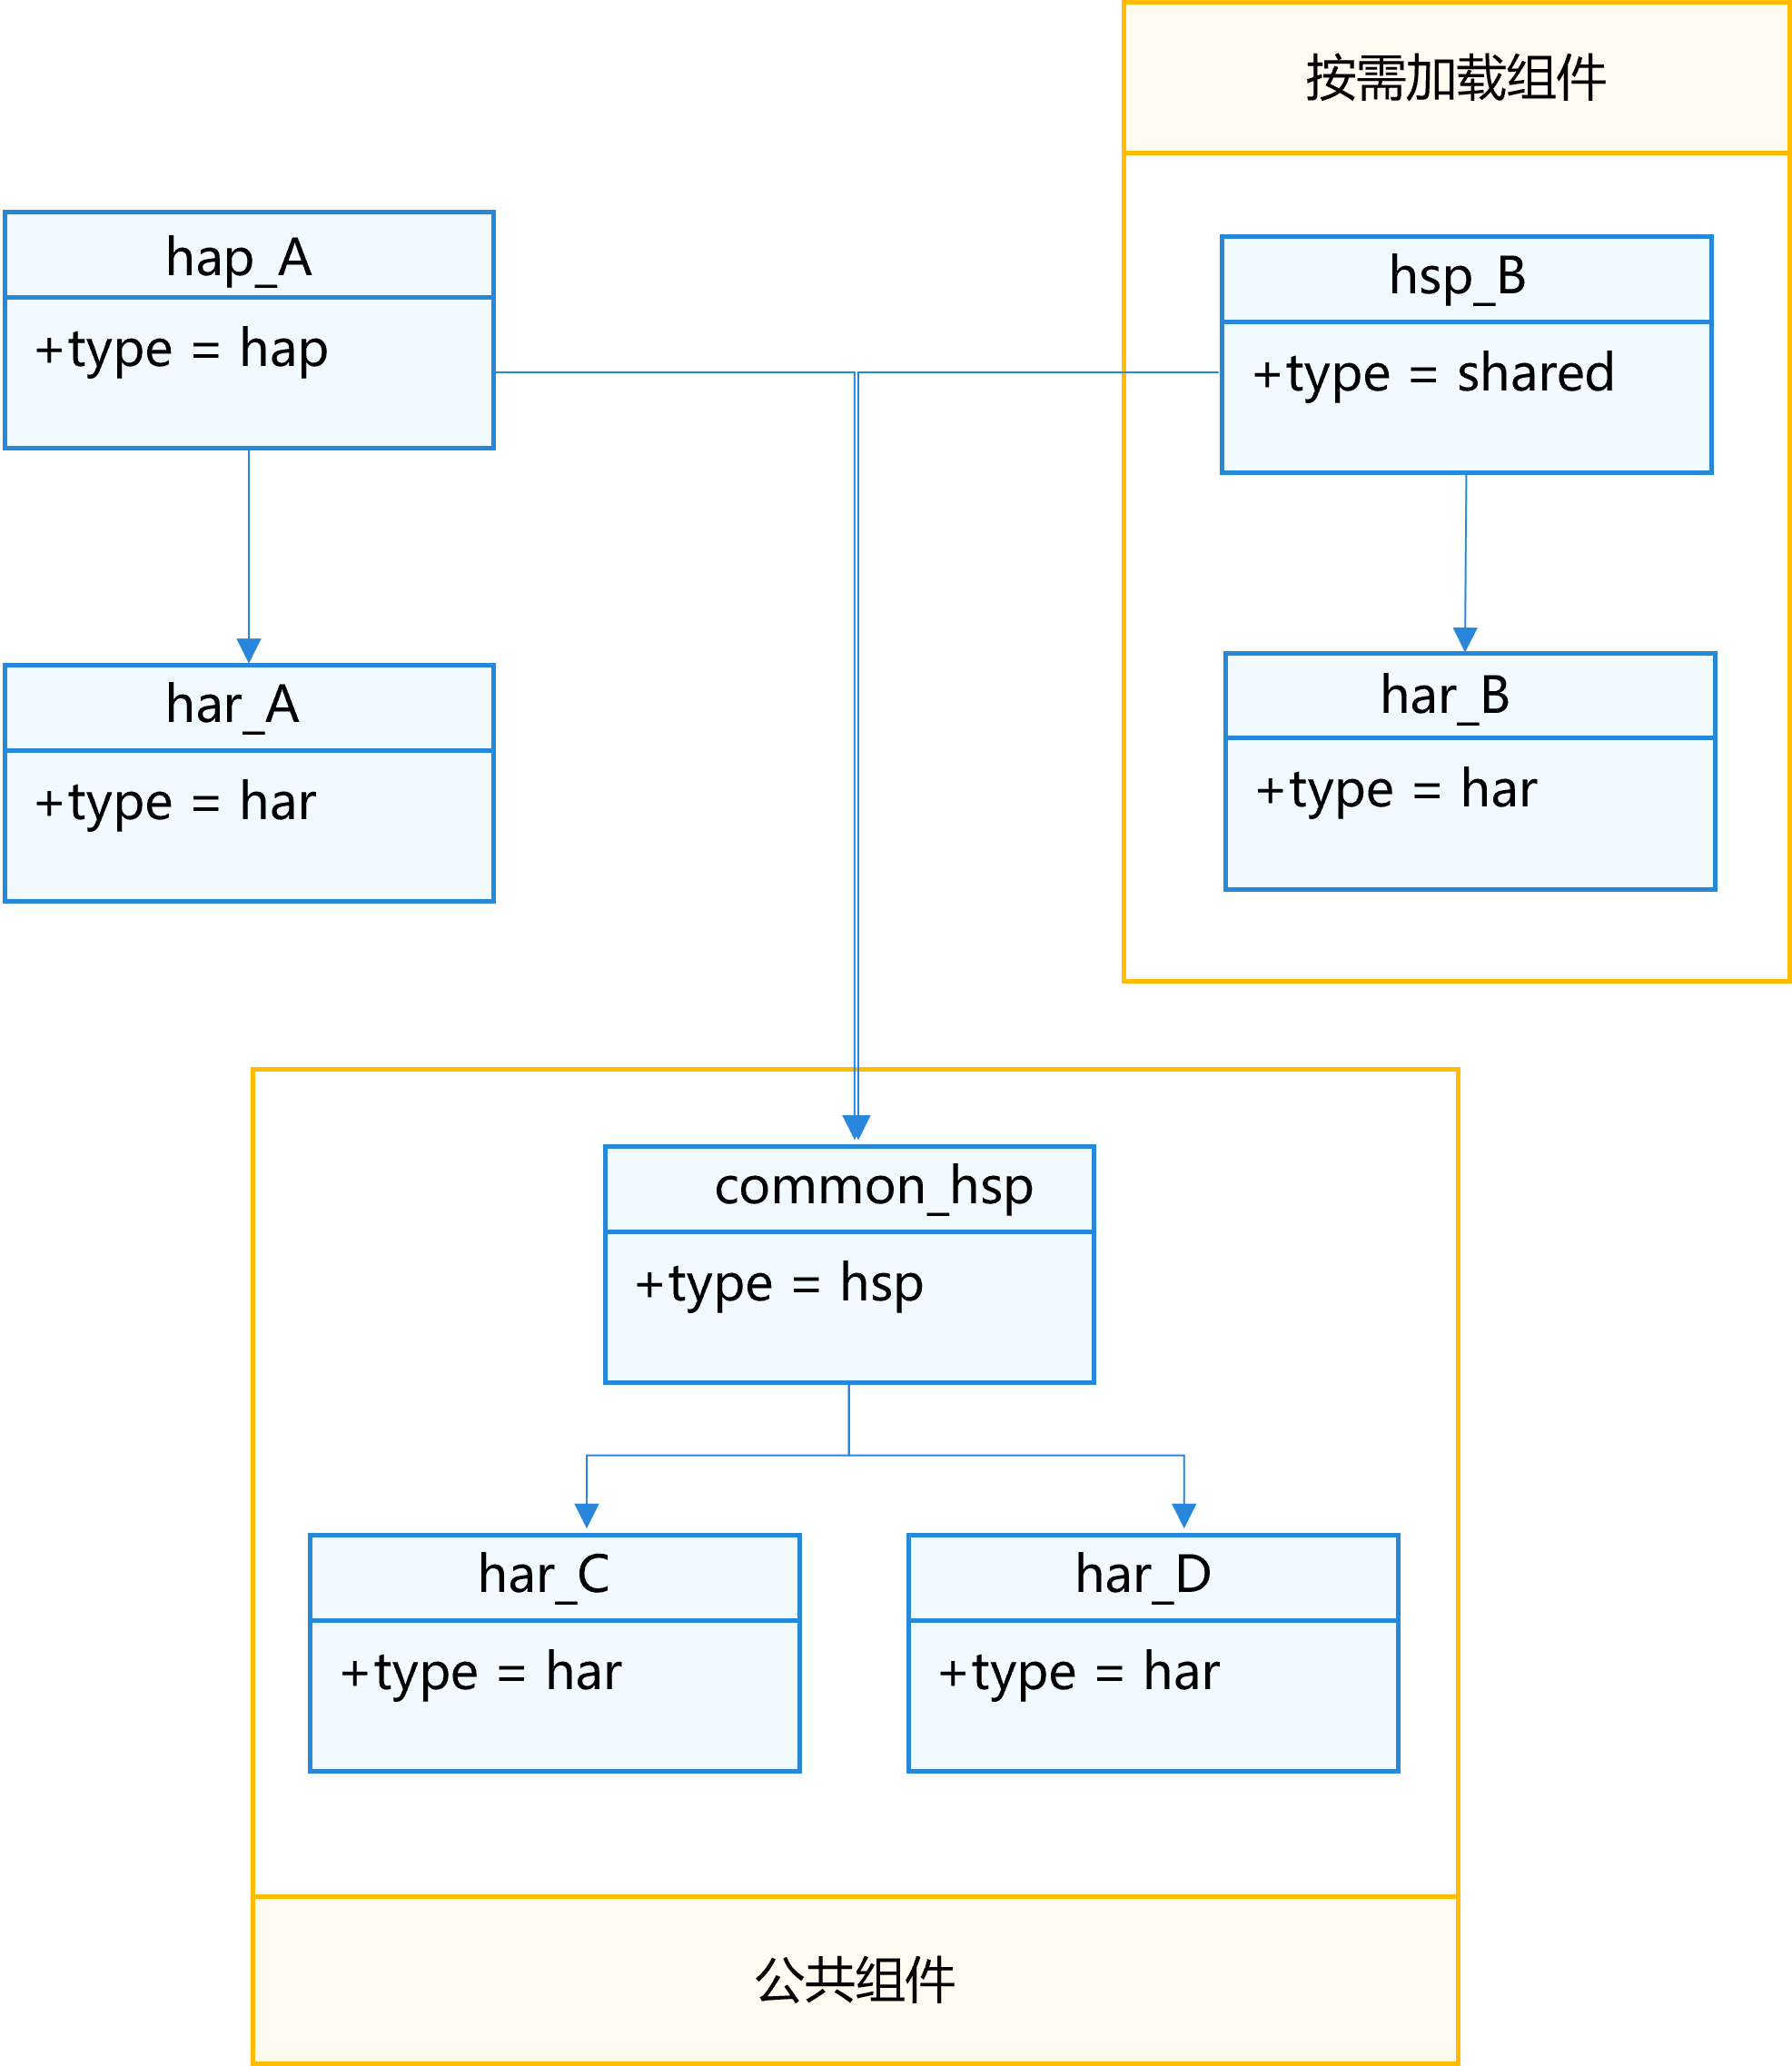 按需加载组件
hap_A
+type = hap
hsp_B
+type = shared
har_A
+type = har
har_B
+type = har
common_hsp
+type = hsp
har_C
+type = har
har_D
+type = har
公共组件